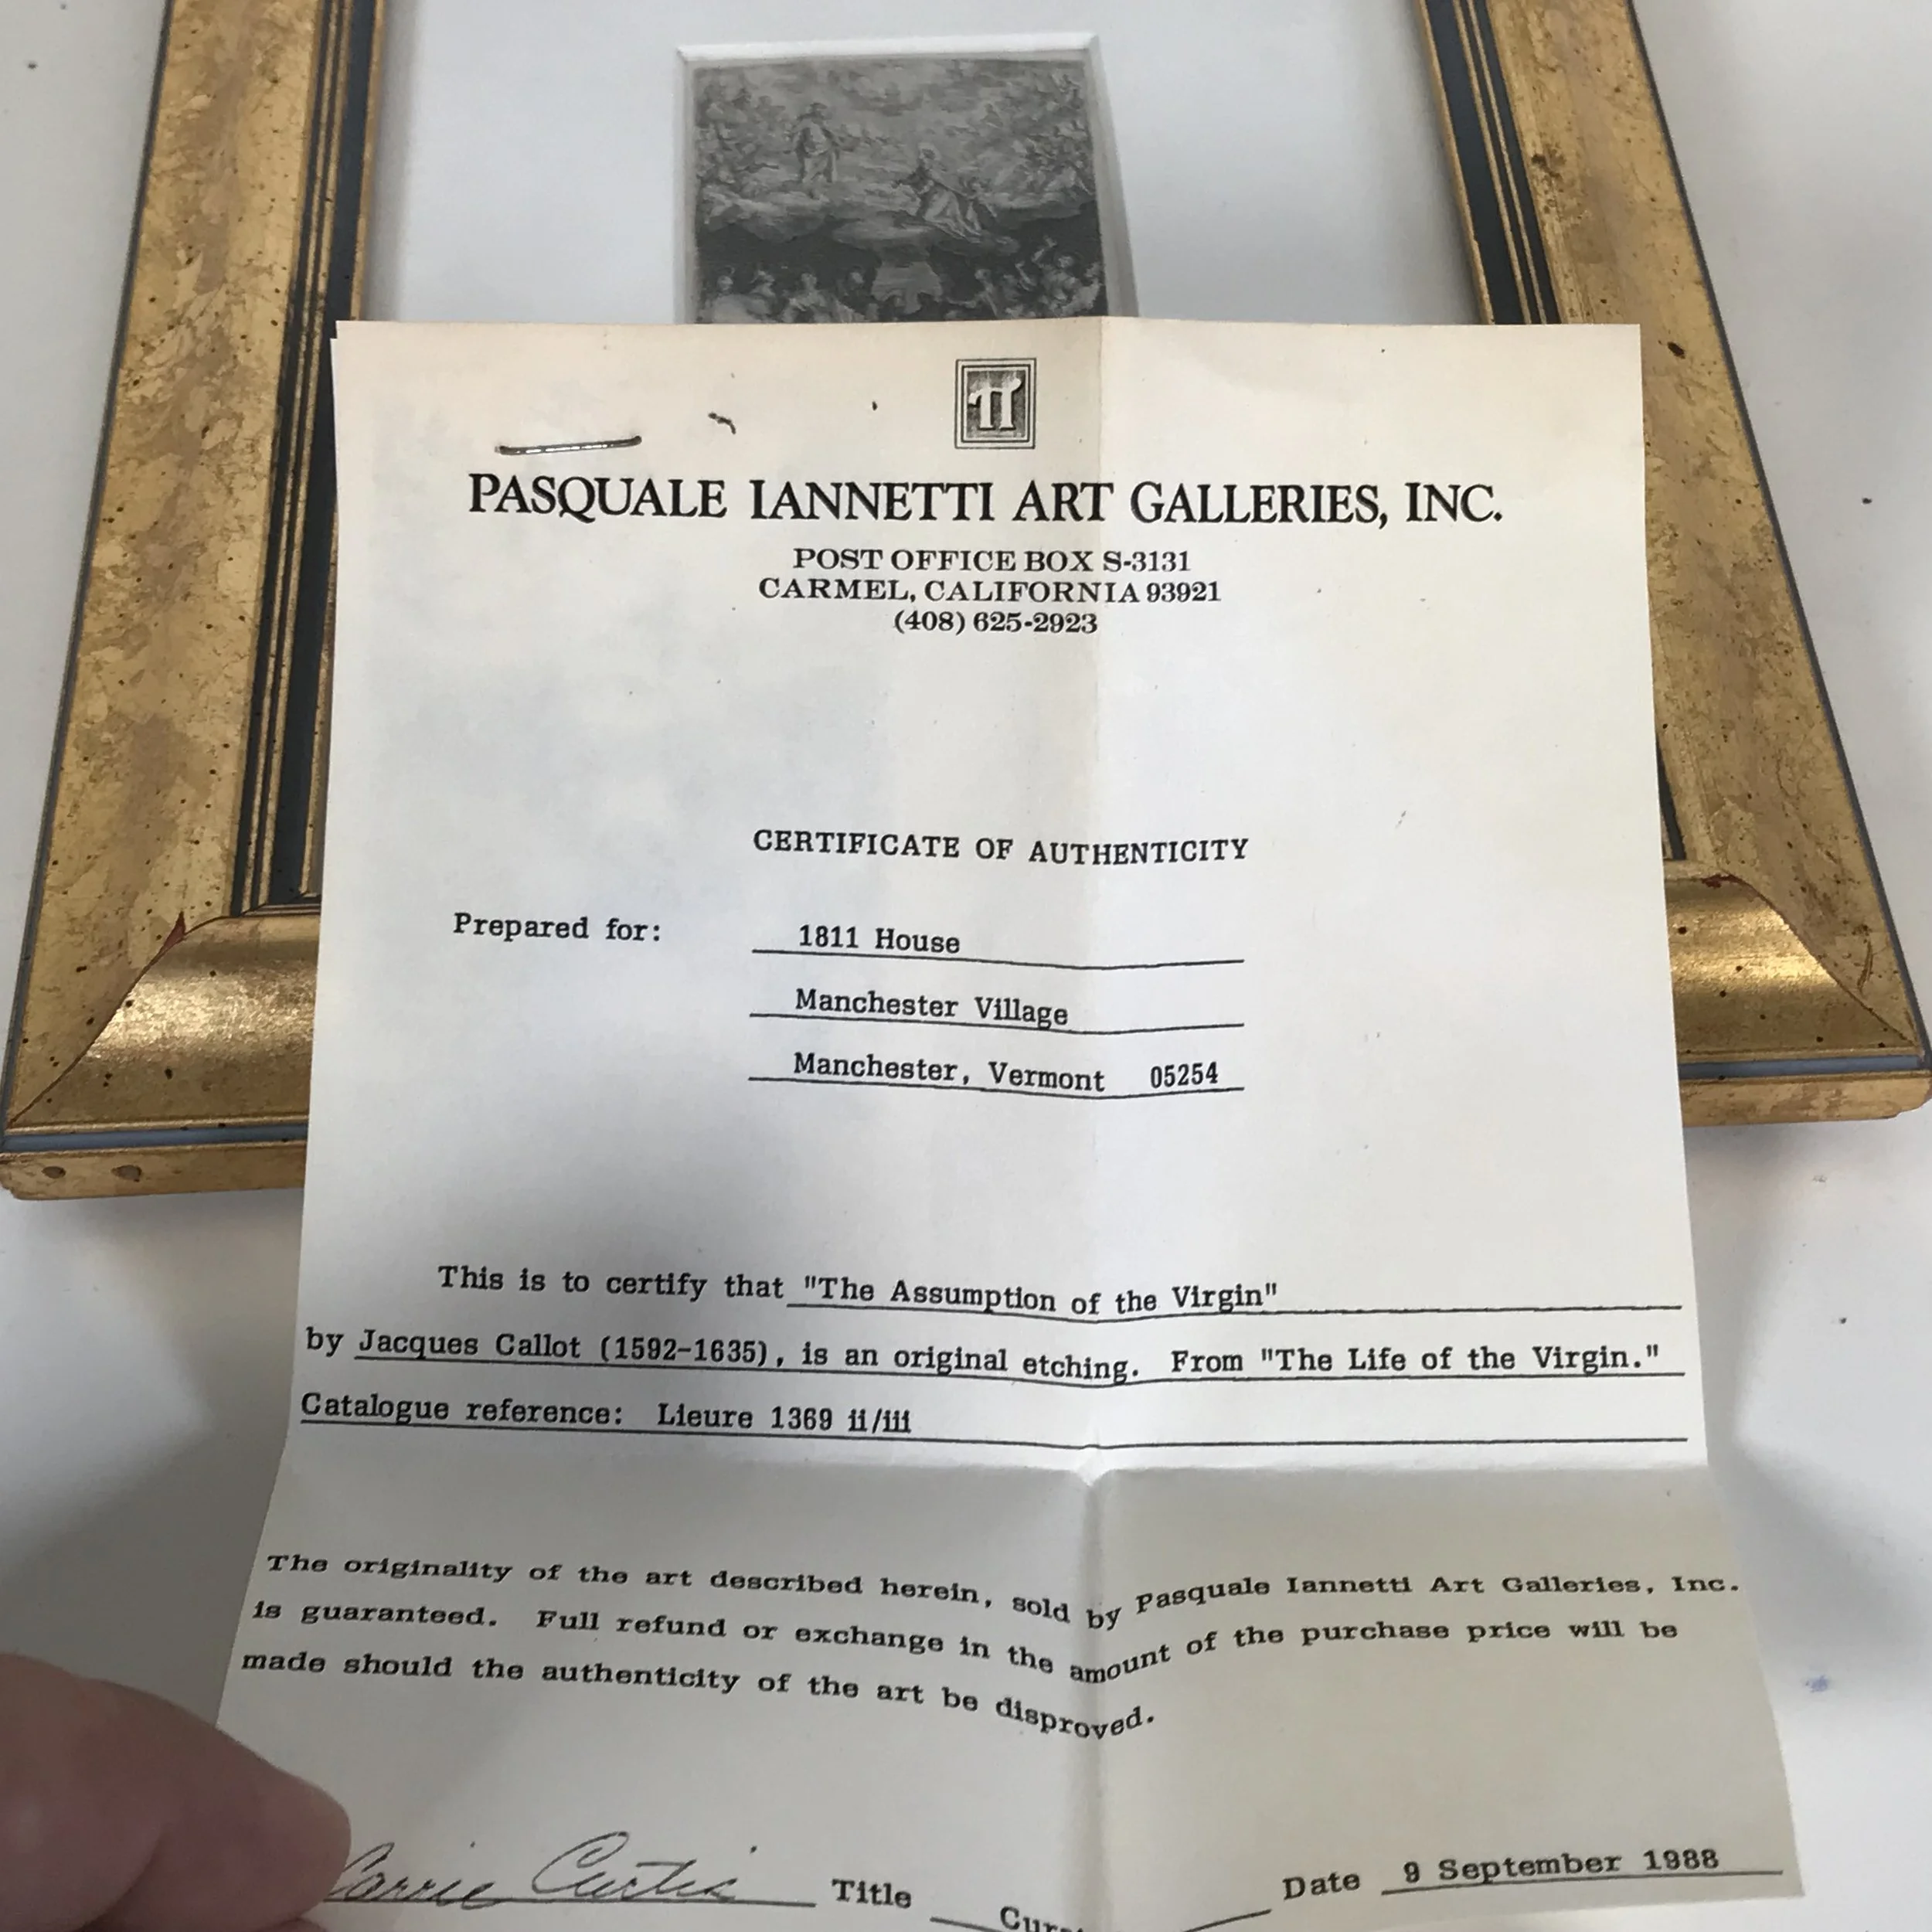 PASQUALE IANNETTI ART GALLERIES, INC.
POST OFFICE BOX S-3131
CARMEL, CALIFORNIA 93921
(408) 625-2923
CERTIFICATE OF AUTHENTICITY
Prepared for: 1811 House
Manchester Village
Manchester, Vermont 05254
This is to certify that "The Assumption of the Virgin"
by Jacques Callot (1592-1635), is an original etching. From "The Life of the Virgin."
Catalogue reference: Lieure 1369 ii/iii
The originality of the art described herein, sold by Pasquale Iannetti Art Galleries, Inc.
is guaranteed. Full refund or exchange in the amount of the purchase price will be
made should the authenticity of the art be disproved.
Carrie Curtis Title Date 9 September 1988